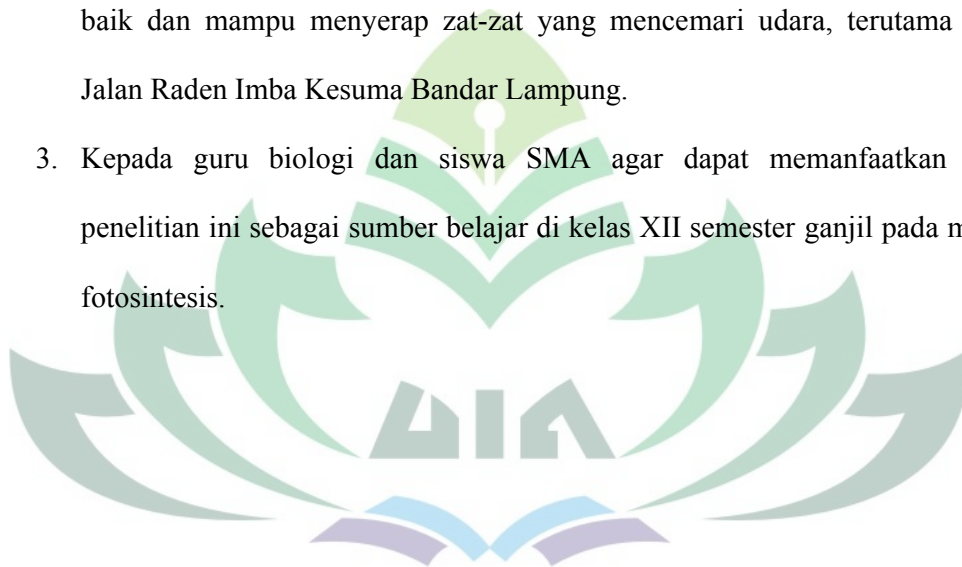 baik dan mampu menyerap zat-zat yang mencemari udara, terutama
Jalan Raden Imba Kesuma Bandar Lampung.
3. Kepada guru biologi dan siswa SMA agar dapat memanfaatkan
penelitian ini sebagai sumber belajar di kelas XII semester ganjil pada
fotosintesis.
UIN